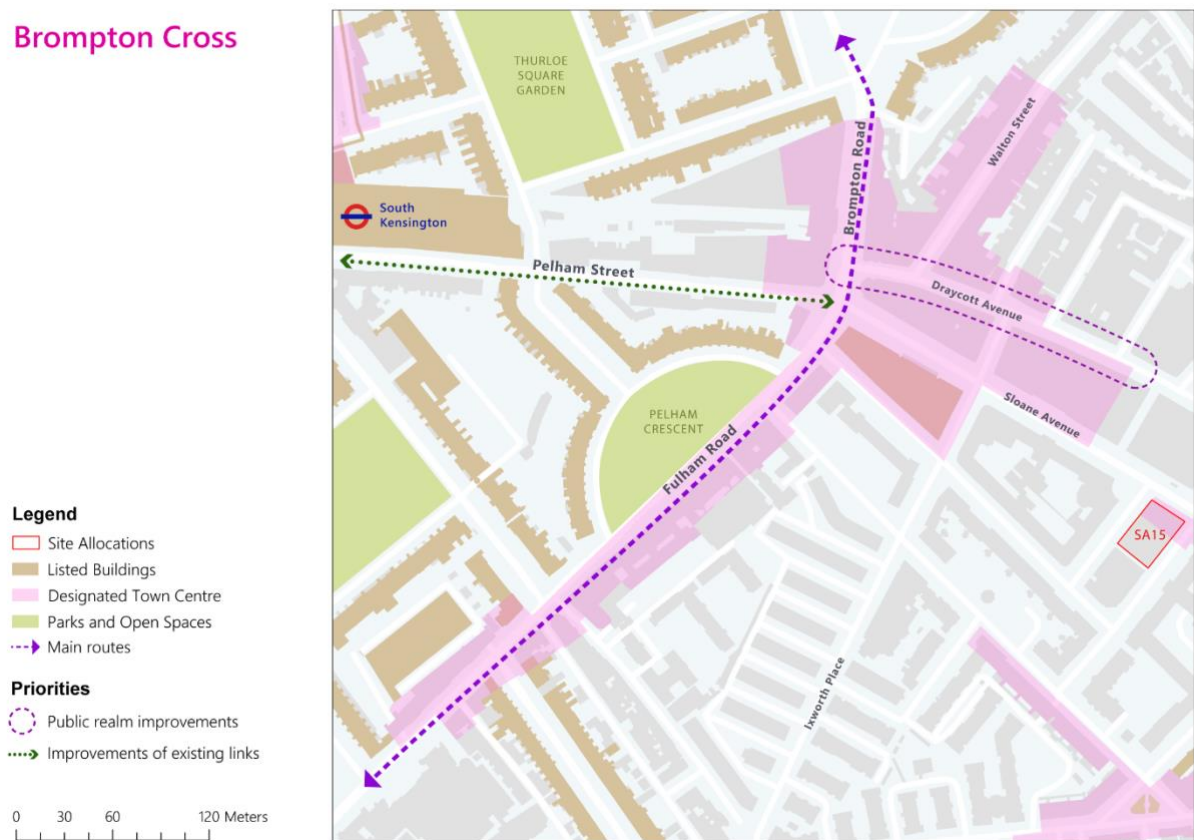 Brompton Cross
THURLOE
SQUARE
GARDEN
Walton Street
Brompton Road
South
Kensington
Pelham Street
Draycott Avenue
PELHAM
CRESCENT
Sloane Avenue
Fulham Road
SA15
Ixworth Place
Legend
Site Allocations
Listed Buildings
Designated Town Centre
Parks and Open Spaces
Main routes
Priorities
Public realm improvements
Improvements of existing links
0 30 60 120 Meters